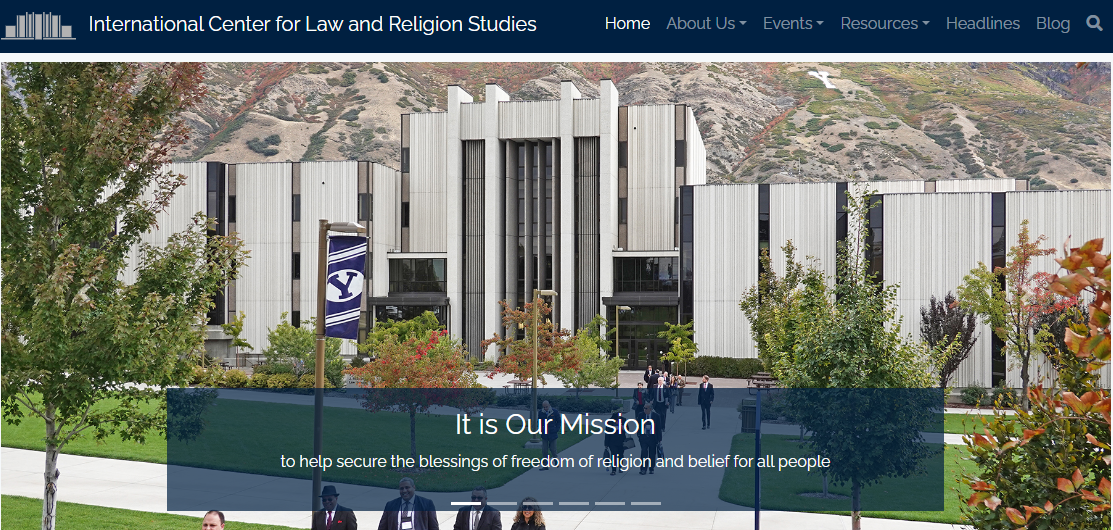 International Center for Law and Religion Studies
Home About Us Events Resources Headlines Blog
Y
Y
It is Our Mission
to help secure the blessings of freedom of religion and belief for all people